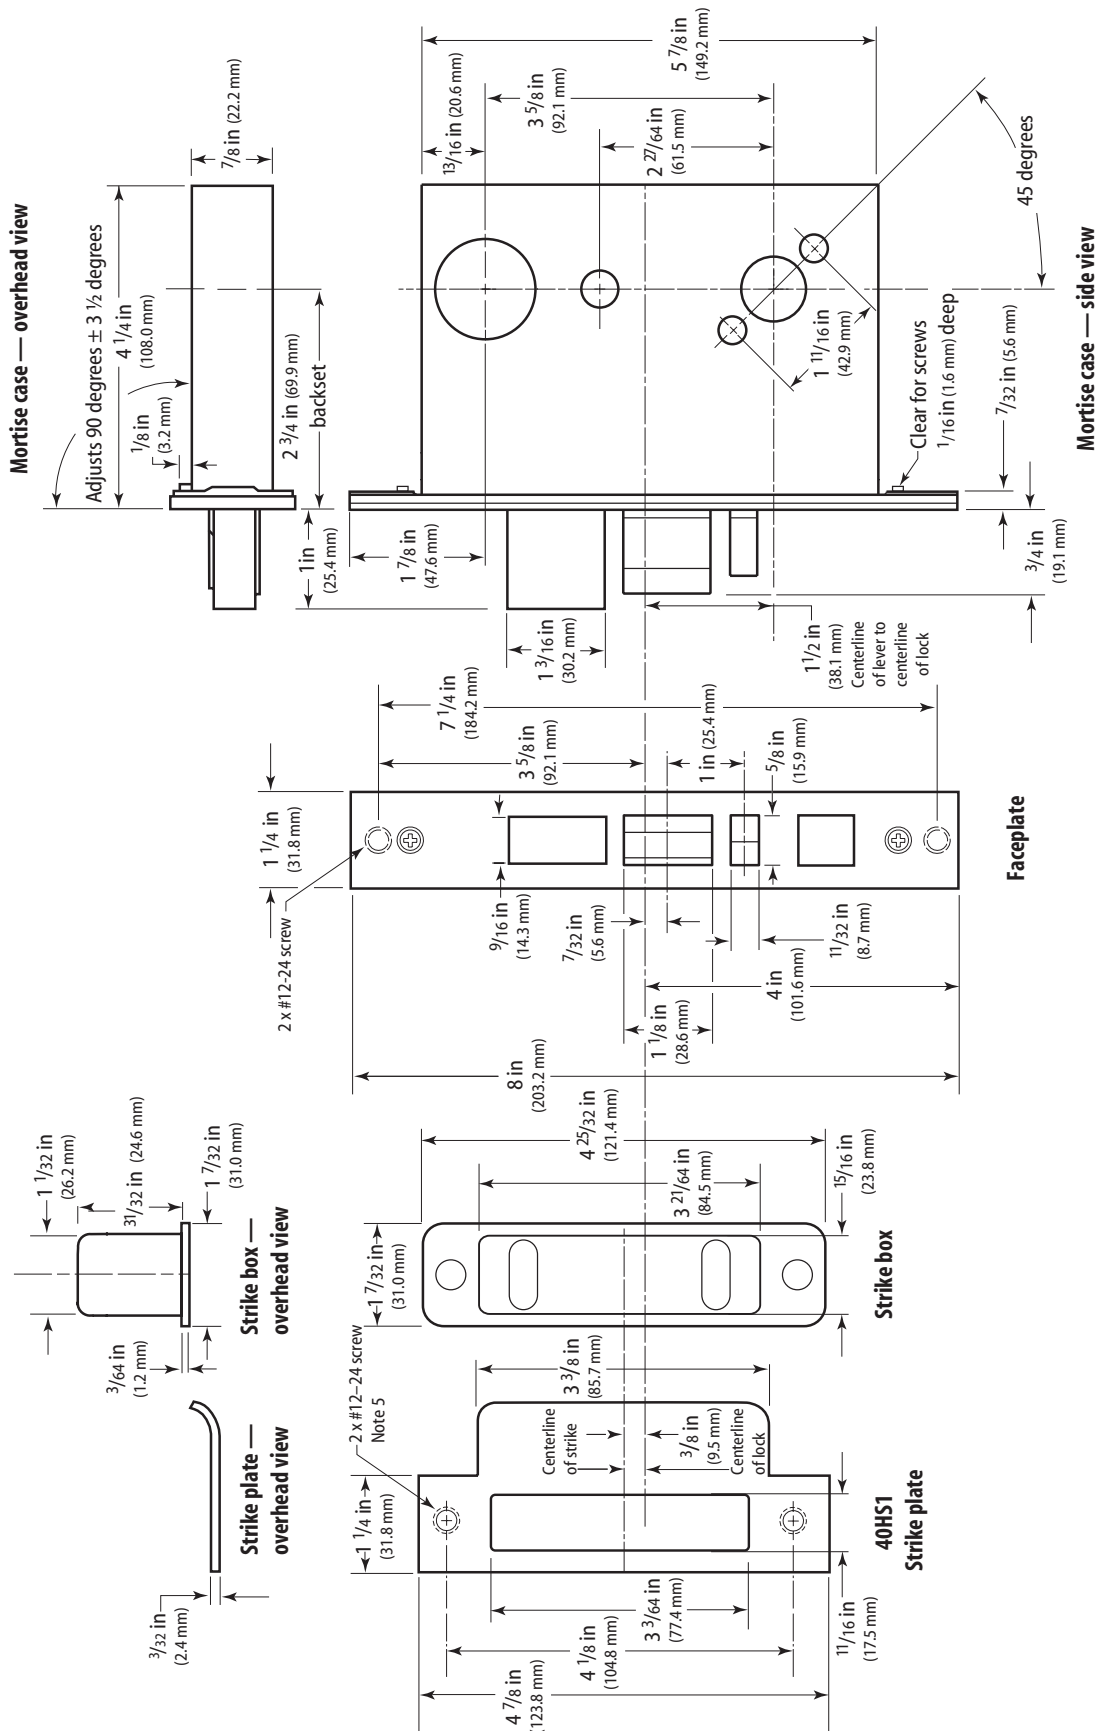 Mortise case — overhead view
Adjusts 90 degrees ± 3 ½ degrees
4 1/4 in
(108.0 mm)
7/8 in (22.2 mm)
1/8 in
(3.2 mm)
2 3/4 in (69.9 mm)
backset
1 in
(25.4 mm)
Mortise case — side view
13/16 in (20.6 mm)
3 5/8 in
(92.1 mm)
5 7/8 in
(149.2 mm)
2 27/64 in
(61.5 mm)
45 degrees
1 11/16 in
(42.9 mm)
Clear for screws
1/16 in (1.6 mm) deep
7/32 in (5.6 mm)
3/4 in
(19.1 mm)
1 7/8 in
(47.6 mm)
1 3/16 in
(30.2 mm)
1 1/2 in
(38.1 mm)
Centerline
of lever to
centerline
of lock
Faceplate
7 1/4 in
(184.2 mm)
3 5/8 in
(92.1 mm)
1 in (25.4 mm)
5/8 in
(15.9 mm)
1 1/4 in
(31.8 mm)
2 x #12-24 screw
9/16 in
(14.3 mm)
7/32 in
(5.6 mm)
11/32 in
(8.7 mm)
4 in
(101.6 mm)
1 1/8 in
(28.6 mm)
8 in
(203.2 mm)
Strike box —
overhead view
1 1/32 in
(26.2 mm)
31/32 in (24.6 mm)
1 7/32 in
(31.0 mm)
3/64 in
(1.2 mm)
Strike box
4 25/32 in
(121.4 mm)
3 21/64 in
(84.5 mm)
15/16 in
(23.8 mm)
1 7/32 in
(31.0 mm)
Strike plate —
overhead view
3/32 in
(2.4 mm)
40HS1
Strike plate
2 x #12–24 screw
Note 5
3 3/8 in
(85.7 mm)
Centerline
of strike
3/8 in
(9.5 mm)
Centerline
of lock
1 1/4 in
(31.8 mm)
3 3/64 in
(77.4 mm)
4 1/8 in
(104.8 mm)
4 7/8 in
(123.8 mm)
11/16 in
(17.5 mm)